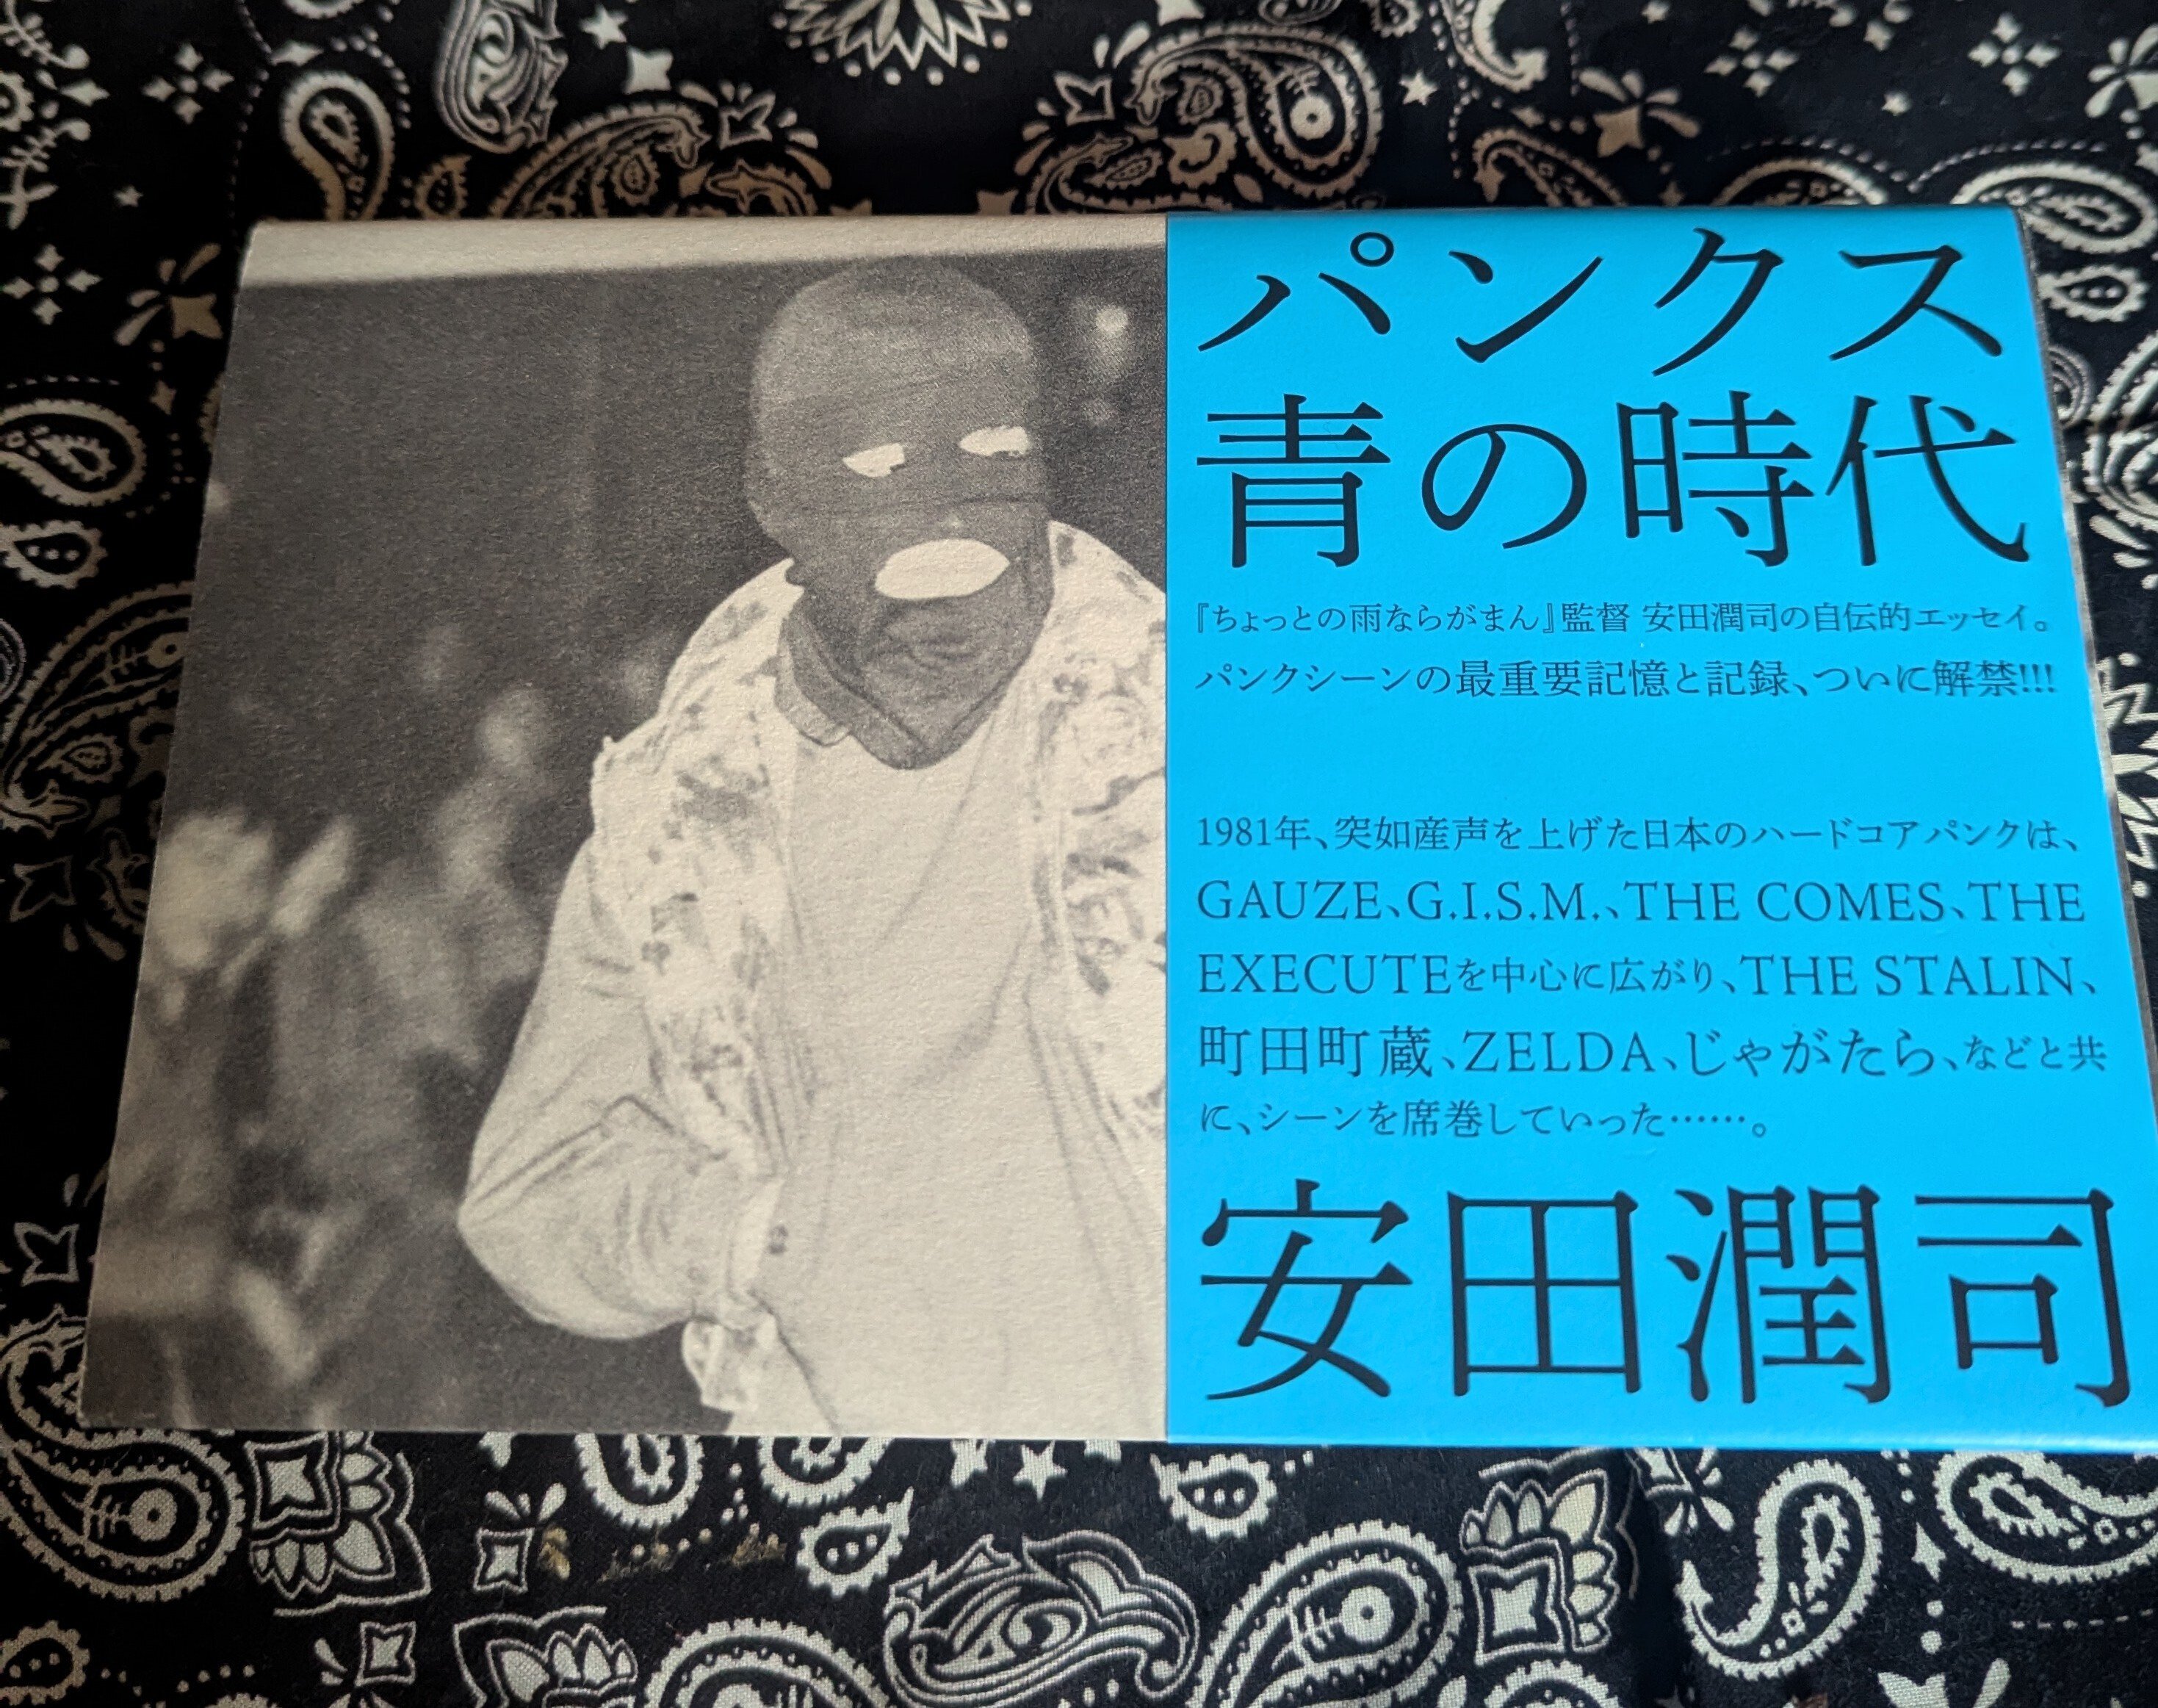 パンクス
青の時代
『ちょっとの雨ならがまん』監督 安田潤司の自伝的エッセイ。
パンクシーンの最重要記憶と記録、ついに解禁!!!
1981年、突如産声を上げた日本のハードコアパンクは、
GAUZE、G.I.S.M.、THE COMES、THE
EXECUTEを中心に広がり、THE STALIN、
町田町蔵、ZELDA、じゃがたら、などと共
に、シーンを席巻していった……。
安田潤司